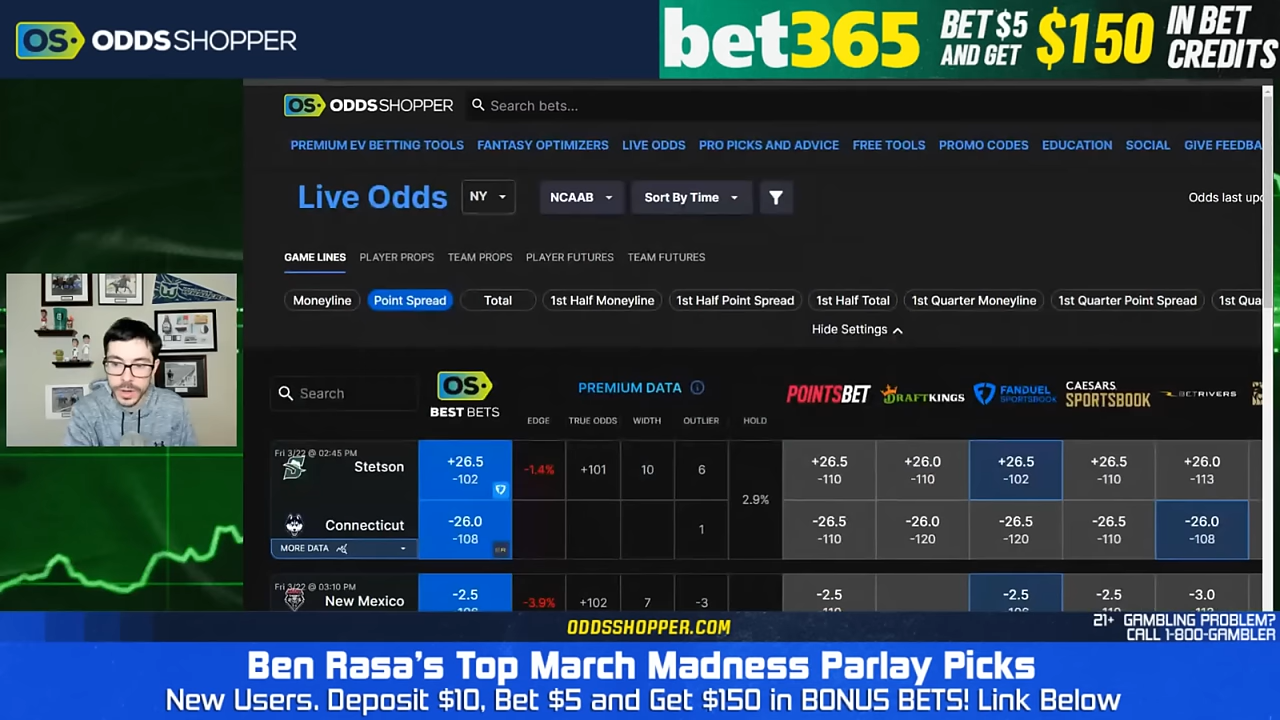 OS ODDSSHOPPER
bet365
BET $5
AND GET
$150
IN BET
CREDITS
OS ODDSSHOPPER
Search bets...
PREMIUM EV BETTING TOOLS FANTASY OPTIMIZERS LIVE ODDS PRO PICKS AND ADVICE FREE TOOLS PROMO CODES EDUCATION SOCIAL GIVE FEEDBA
Live Odds NY NCAAB Sort By Time Odds last upd
GAME LINES PLAYER PROPS TEAM PROPS PLAYER FUTURES TEAM FUTURES
Moneyline Point Spread Total 1st Half Moneyline 1st Half Point Spread 1st Half Total 1st Quarter Moneyline 1st Quarter Point Spread 1st Qua
Hide Settings
Search
OS
BEST BETS
PREMIUM DATA
EDGE TRUE ODDS WIDTH OUTLIER HOLD
POINTSBET DRAFTKINGS FANDUEL SPORTSBOOK CAESARS SPORTSBOOK BETRIVERS
Fri 3/22 @ 02:45 PM
Stetson +26.5 -1.4% +101 10 6 +26.5 +26.0 +26.5 +26.5 +26.0
-102 -110 -110 -102 -110 -113
2.9%
Connecticut -26.0 1 -26.5 -26.0 -26.5 -26.5 -26.0
-108 -110 -120 -120 -110 -108
MORE DATA
Fri 3/22 @ 03:10 PM
New Mexico -2.5 -3.9% +102 7 -3 -2.5 -2.5 -2.5 -3.0
ODDSSHOPPER.COM
21+ GAMBLING PROBLEM?
CALL 1-800-GAMBLER
Ben Rasa's Top March Madness Parlay Picks
New Users. Deposit $10, Bet $5 and Get $150 in BONUS BETS! Link Below